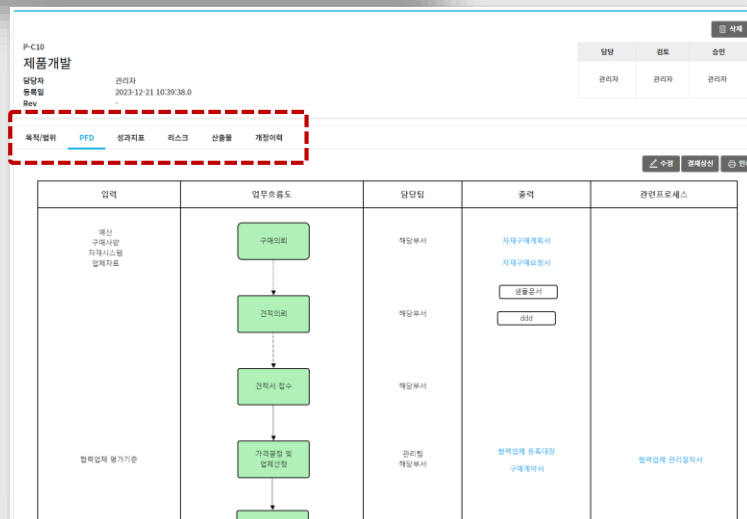 삭제
P-C10
제품개발
담당 검토 승인
담당자 관리자
등록일 2023-12-21 10:39:38.0
Rev -
관리자 관리자 관리자
목적/범위 PFD 성과지표 리스크 산출물 개정이력
수정 결재상신
입력 업무흐름도 담당팀 출력 관련프로세스
예산
구매사양
자재시스템
업체자료
구매의뢰
해당부서
자재구매계획서
자재구매요청서
샘플문서
견적의뢰
해당부서
ddd
견적서 접수
해당부서
협력업체 평가기준
가격결정 및
업체선정
관리팀
해당부서
협력업체 등록대장
구매계약서
협력업체 관리절차서